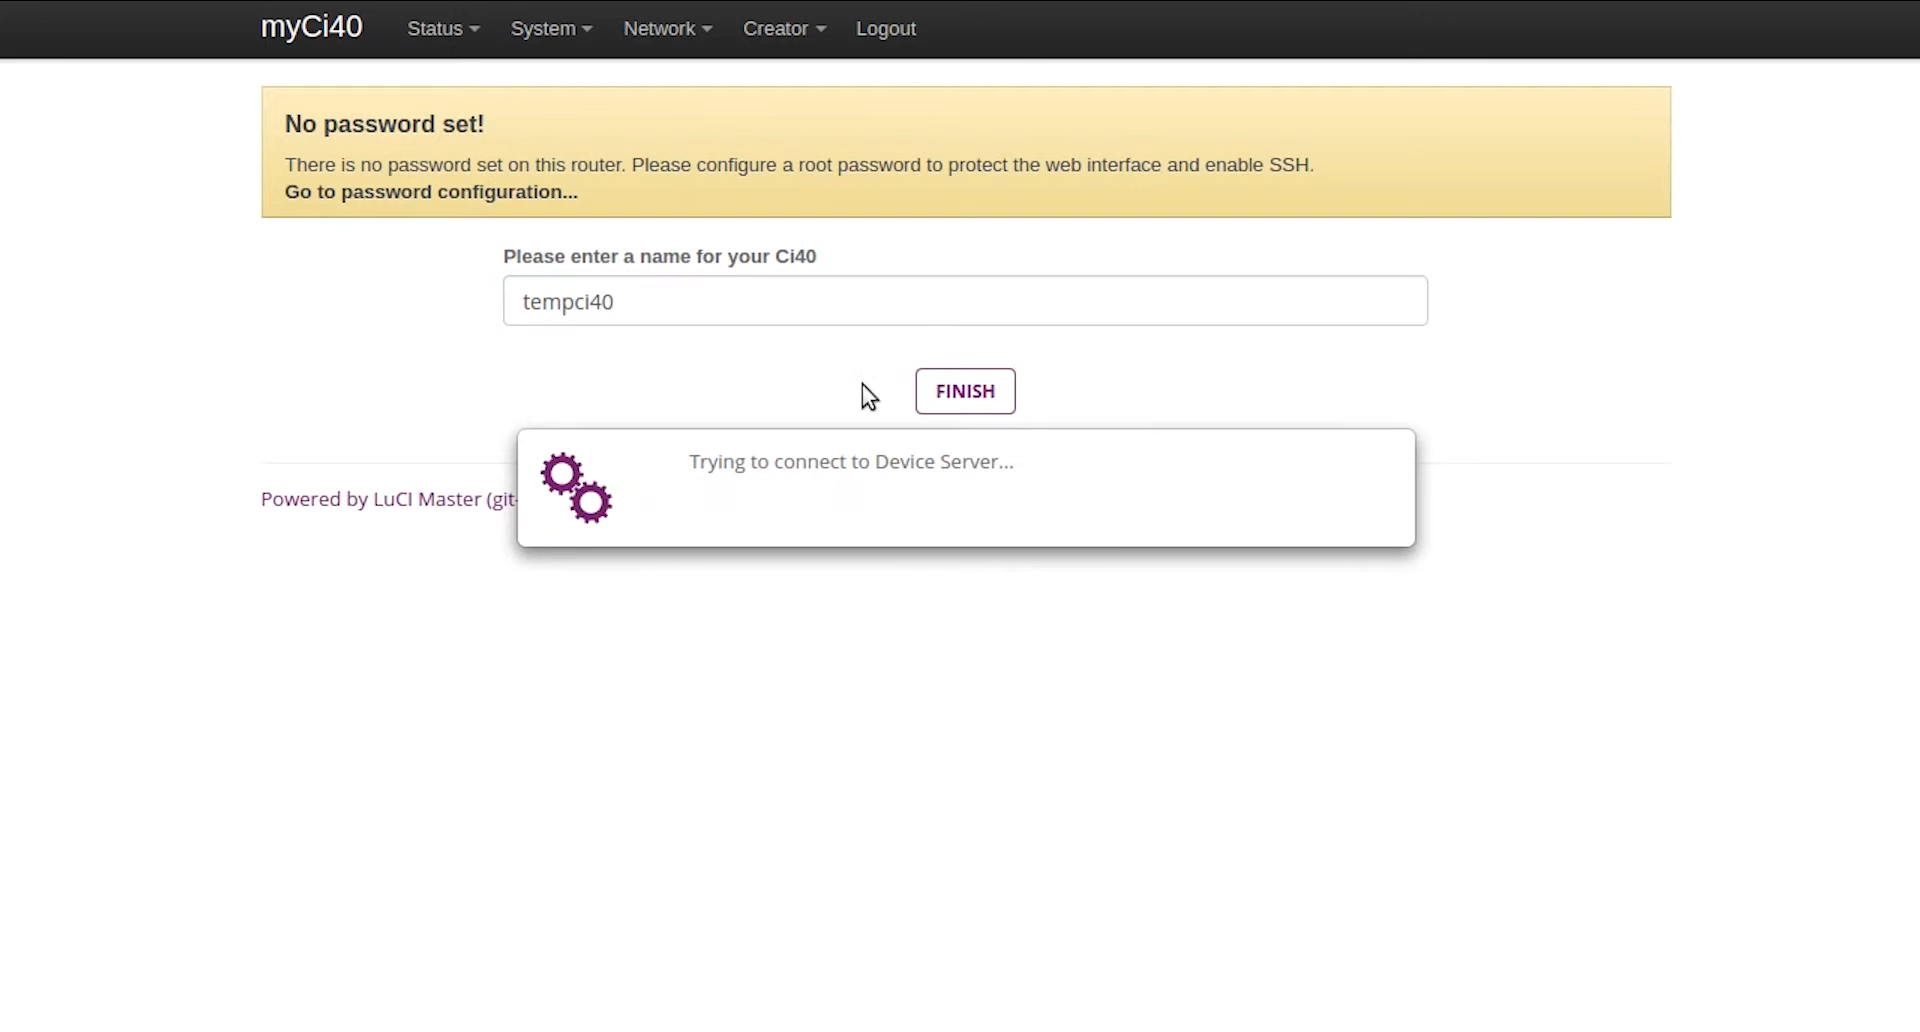 myCi40 Status System Network Creator Logout
No password set!
There is no password set on this router. Please configure a root password to protect the web interface and enable SSH.
Go to password configuration...
Please enter a name for your Ci40
tempci40
FINISH
Trying to connect to Device Server...
Powered by LuCI Master (git-